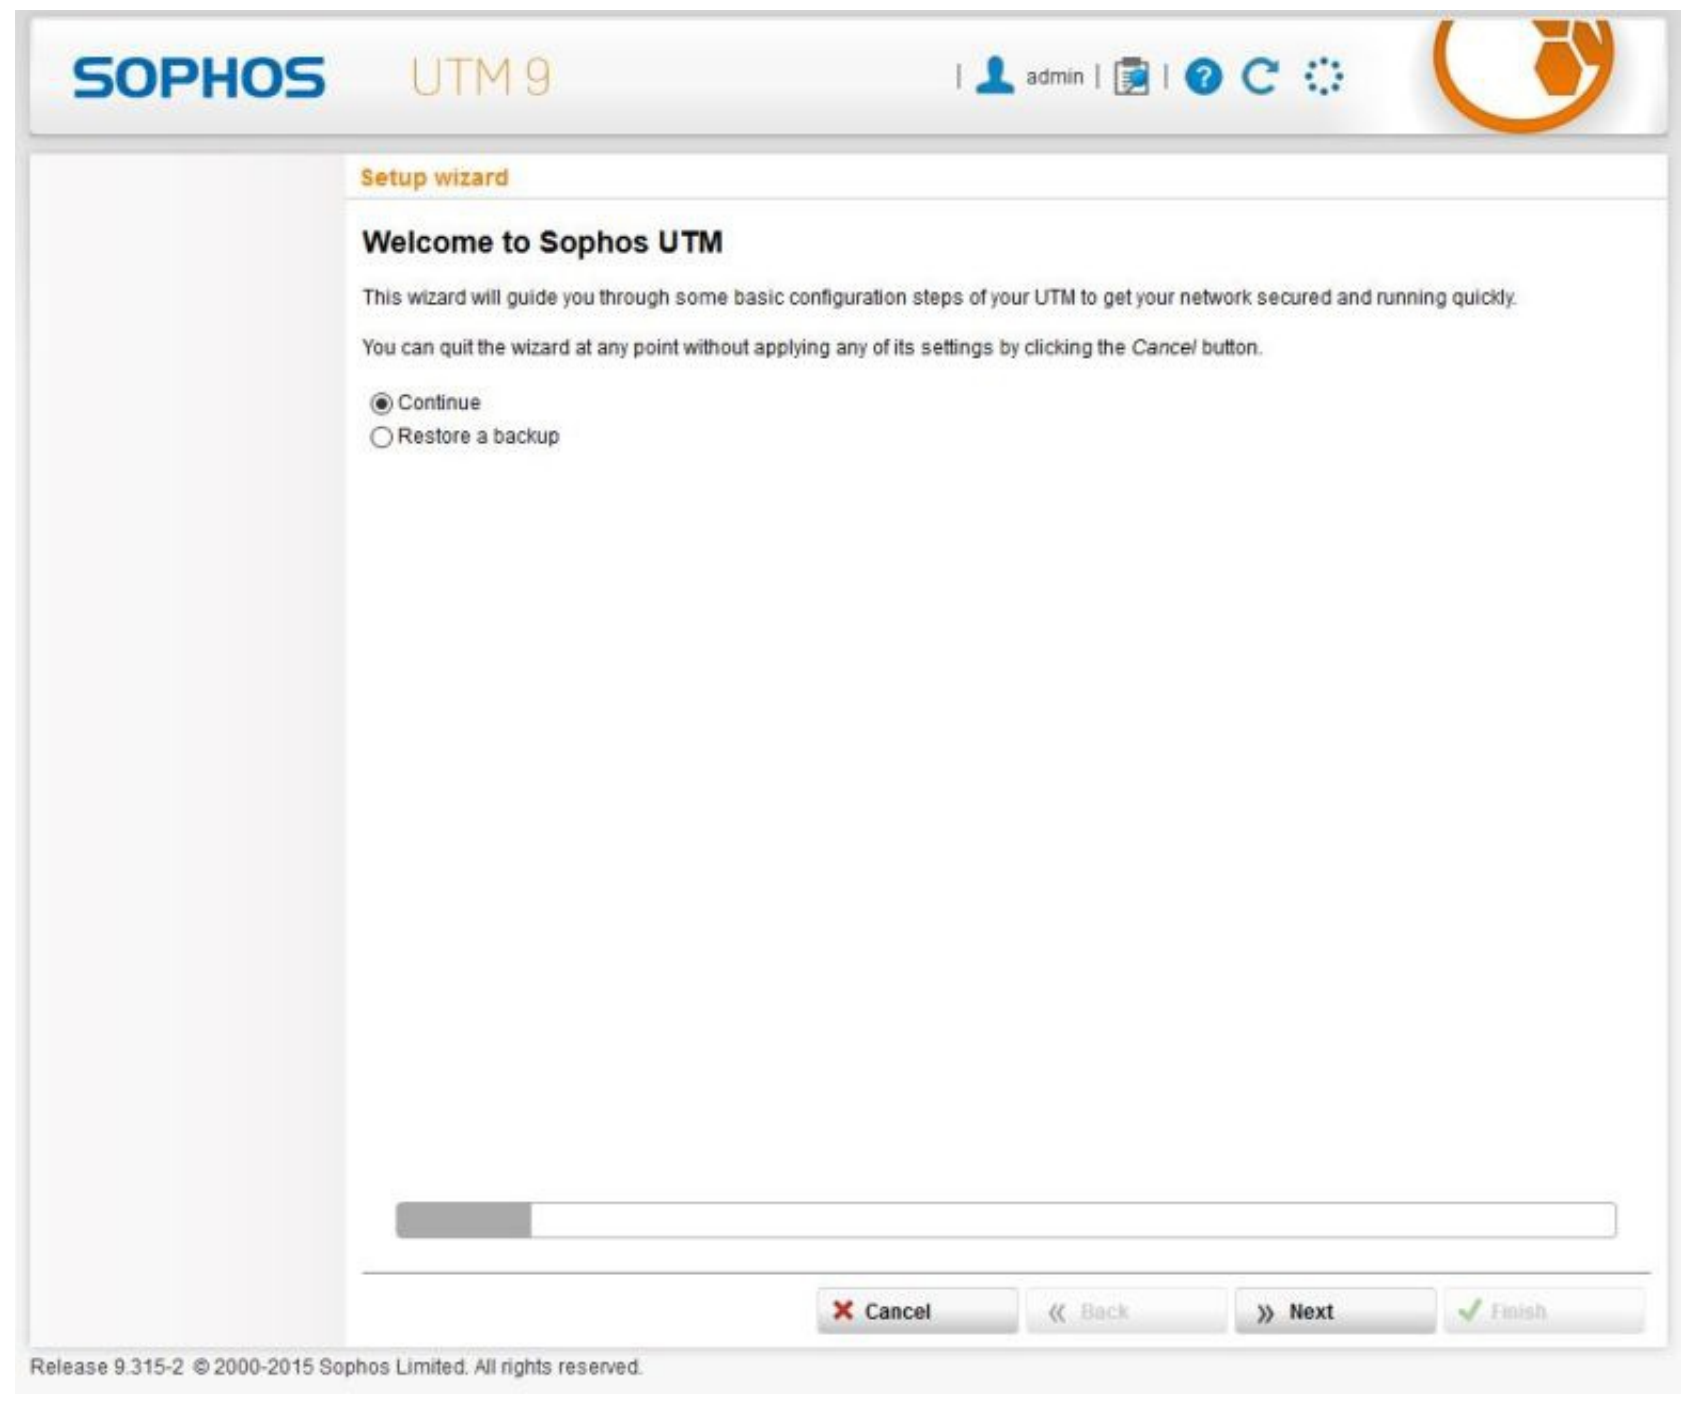 SOPHOS UTM 9 | admin | | ?
Setup wizard
Welcome to Sophos UTM
This wizard will guide you through some basic configuration steps of your UTM to get your network secured and running quickly.
You can quit the wizard at any point without applying any of its settings by clicking the Cancel button.
Continue
Restore a backup
Cancel Back Next Finish
Release 9.315-2 © 2000-2015 Sophos Limited. All rights reserved.